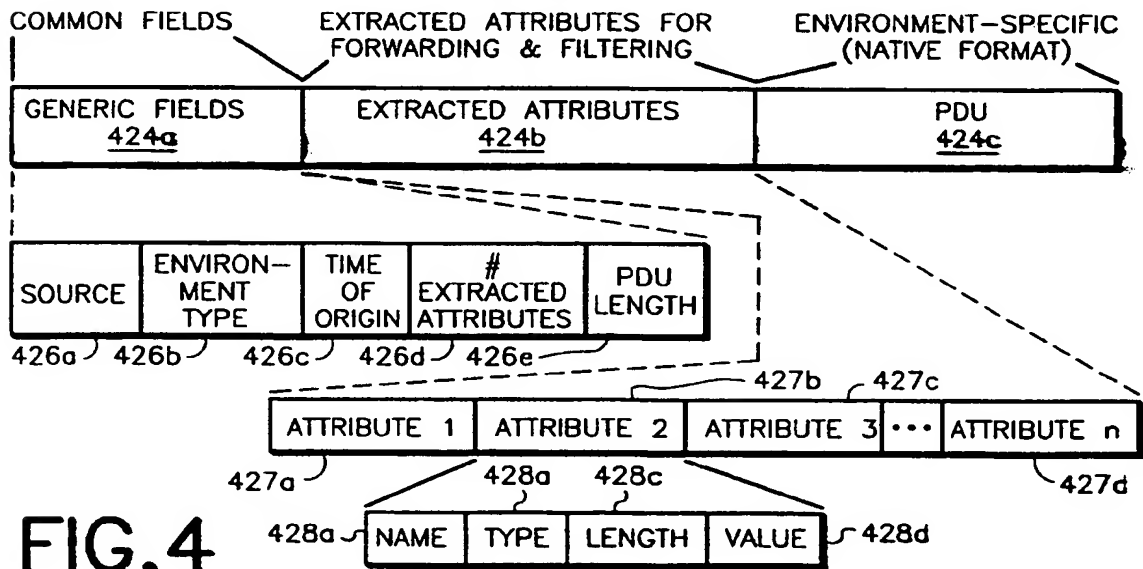 COMMON FIELDS
EXTRACTED ATTRIBUTES FOR
FORWARDING & FILTERING
ENVIRONMENT-SPECIFIC
(NATIVE FORMAT)
GENERIC FIELDS
424a
EXTRACTED ATTRIBUTES
424b
PDU
424c
SOURCE
ENVIRON-
MENT
TYPE
TIME
OF
ORIGIN
#
EXTRACTED
ATTRIBUTES
PDU
LENGTH
426a
426b
426c
426d
426e
427b
427c
ATTRIBUTE 1
ATTRIBUTE 2
ATTRIBUTE 3
•••
ATTRIBUTE n
427a
428a
428c
427d
428a
NAME
TYPE
LENGTH
VALUE
428d
FIG.4